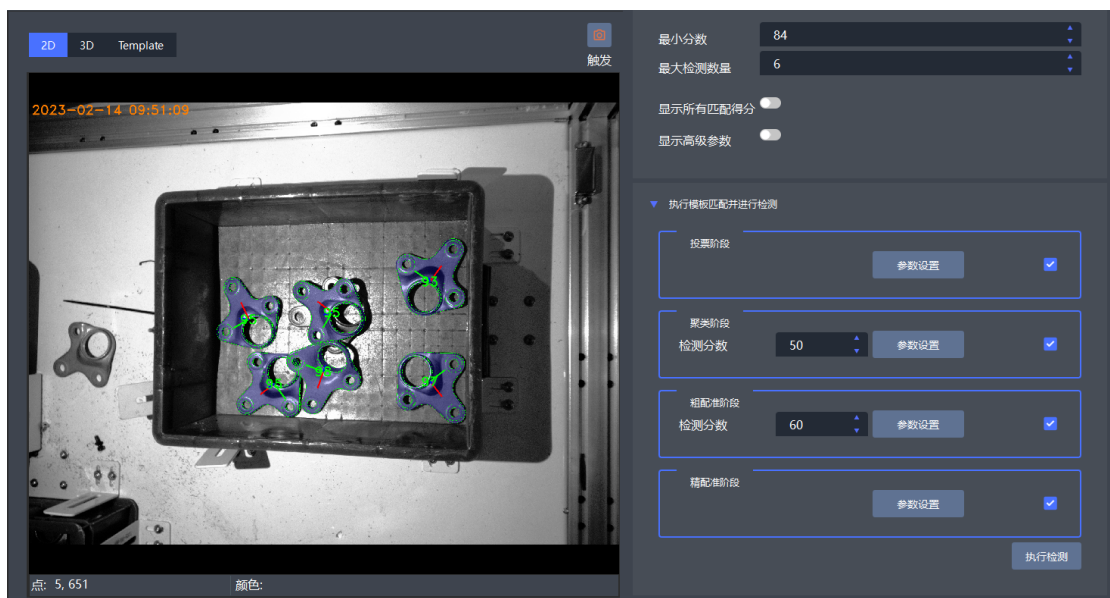 2D 3D Template
触发
2023-02-14 09:51:09
93
95
98
点: 5, 651 颜色:
最小分数 84
最大检测数量 6
显示所有匹配得分
显示高级参数
执行模板匹配并进行检测
投票阶段
参数设置
聚类阶段
检测分数 50 参数设置
粗配准阶段
检测分数 60 参数设置
精配准阶段
参数设置
执行检测